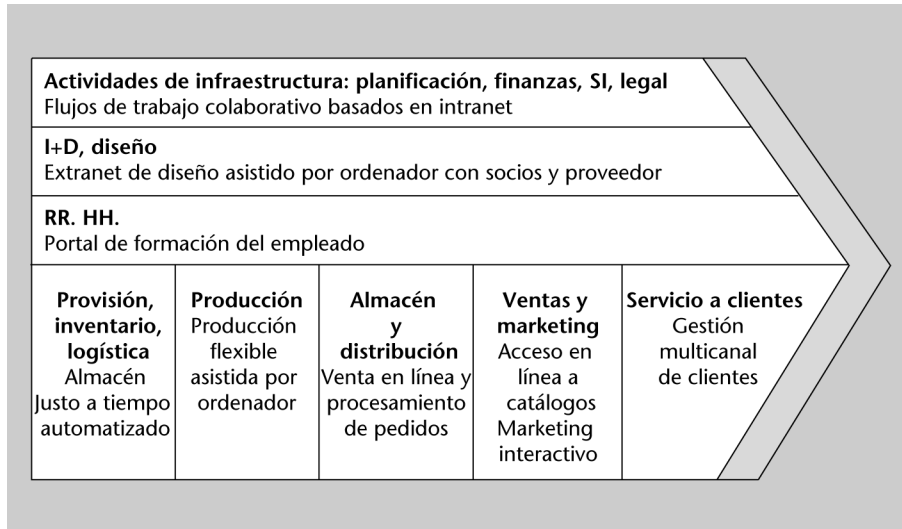 Actividades de infraestructura: planificación, finanzas, SI, legal
Flujos de trabajo colaborativo basados en intranet
I+D, diseño
Extranet de diseño asistido por ordenador con socios y proveedor
RR. HH.
Portal de formación del empleado
Provisión,
inventario,
logística
Almacén
Justo a tiempo
automatizado
Producción
Producción
flexible
asistida por
ordenador
Almacén
y
distribución
Venta en línea y
procesamiento
de pedidos
Ventas y
marketing
Acceso en
línea a
catálogos
Marketing
interactivo
Servicio a clientes
Gestión
multicanal
de clientes